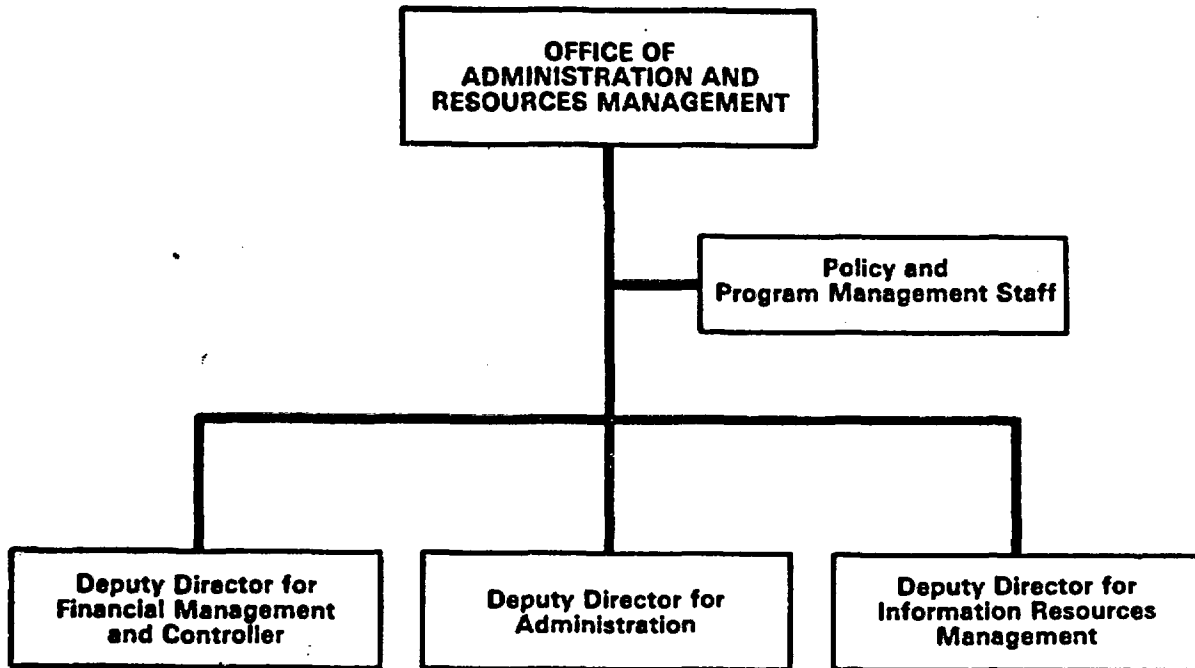 OFFICE OF
ADMINISTRATION AND
RESOURCES MANAGEMENT
Policy and
Program Management Staff
Deputy Director for
Financial Management
and Controller
Deputy Director for
Administration
Deputy Director for
Information Resources
Management